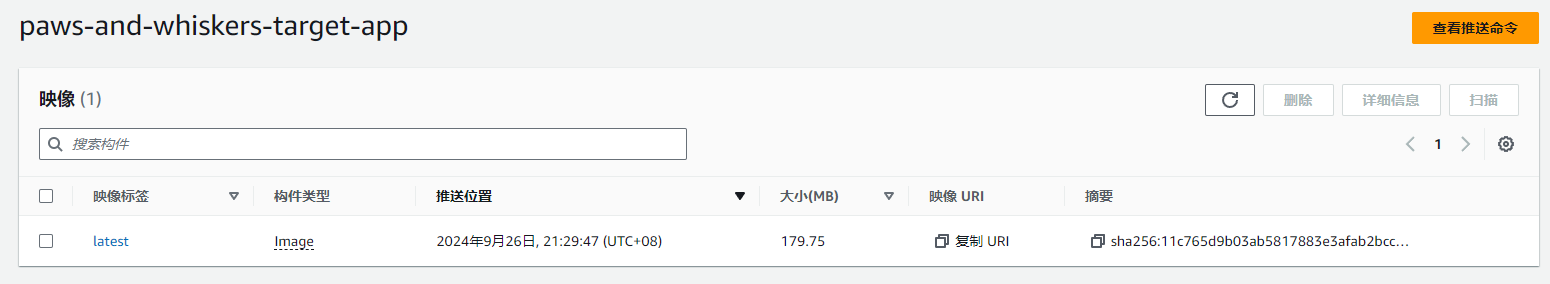 paws-and-whiskers-target-app
查看推送命令
映像 (1)
删除 详细信息 扫描
搜索构件
1
映像标签 构件类型 推送位置 大小(MB) 映像 URI 摘要
latest Image 2024年9月26日, 21:29:47 (UTC+08) 179.75 复制 URI sha256:11c765d9b03ab5817883e3afab2bcc...